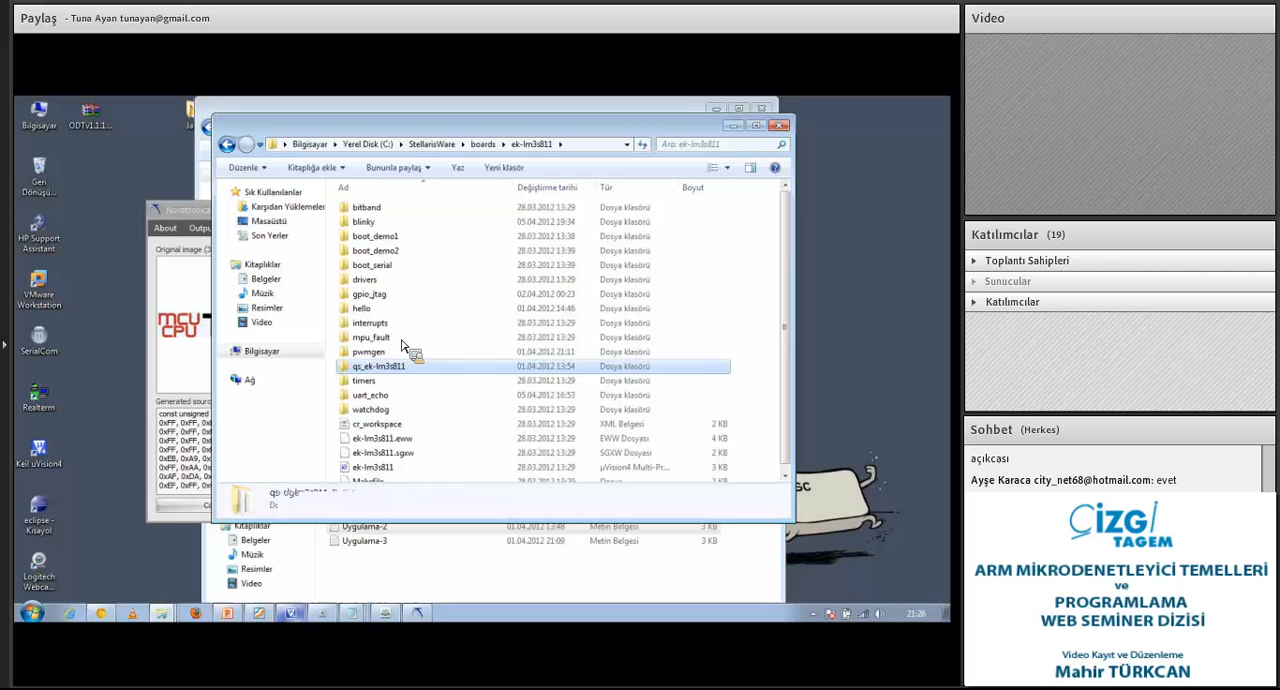 Paylaş - Tuna Ayan tunayan@gmail.com
Video
Bilgisayar
ODTv1.1.1...
Geri
Dönüşü...
HP Support
Assistant
VMware
Workstation
SerialCom
Realterm
Keil uVision4
eclipse -
Kısayol
Logitech
Webca...
Bilgisayar
Yerel Disk (C:)
StellarisWare
boards
ek-lm3s811
Ara: ek-lm3s811
Düzenle
Kitaplığa ekle
Bununla paylaş
Yaz
Yeni klasör
Ad Değiştirme tarihi Tür Boyut
Sık Kullanılanlar
Karşıdan Yüklemeler
Masaüstü
Son Yerler
Kitaplıklar
Belgeler
Müzik
Resimler
Video
Bilgisayar
Ağ
bitband 28.03.2012 13:29 Dosya klasörü
blinky 05.04.2012 19:34 Dosya klasörü
boot_demo1 28.03.2012 13:38 Dosya klasörü
boot_demo2 28.03.2012 13:39 Dosya klasörü
boot_serial 28.03.2012 13:39 Dosya klasörü
drivers 28.03.2012 13:29 Dosya klasörü
gpio_jtag 02.04.2012 00:23 Dosya klasörü
hello 01.04.2012 14:46 Dosya klasörü
interrupts 28.03.2012 13:29 Dosya klasörü
mpu_fault 28.03.2012 13:29 Dosya klasörü
pwmgen 01.04.2012 21:11 Dosya klasörü
qs_ek-lm3s811 01.04.2012 13:54 Dosya klasörü
timers 28.03.2012 13:29 Dosya klasörü
uart_echo 05.04.2012 16:53 Dosya klasörü
watchdog 28.03.2012 13:29 Dosya klasörü
cr_workspace 28.03.2012 13:29 XML Belgesi 2 KB
ek-lm3s811.eww 28.03.2012 13:29 EWW Dosyası 4 KB
ek-lm3s811.sgxw 28.03.2012 13:29 SGXW Dosyası 2 KB
ek-lm3s811 28.03.2012 13:29 µVision4 Multi-Pr... 3 KB
Novatronica
About Outpu
Original image (3
MCU
CPU
Generated sourc
const unsigned
Kitaplıklar
Belgeler
Müzik
Resimler
Video
Uygulama-2 01.04.2012 13:48 Metin Belgesi 3 KB
Uygulama-3 01.04.2012 21:09 Metin Belgesi 3 KB
SC
21:26
Katılımcılar (19)
Toplantı Sahipleri
Sunucular
Katılımcılar
Sohbet (Herkes)
açıkcası
Ayşe Karaca city_net68@hotmail.com: evet
ÇİZGİ
TAGEM
ARM MİKRODENETLEYİCİ TEMELLERİ
ve
PROGRAMLAMA
WEB SEMİNER DİZİSİ
Video Kayıt ve Düzenleme
Mahir TÜRKCAN